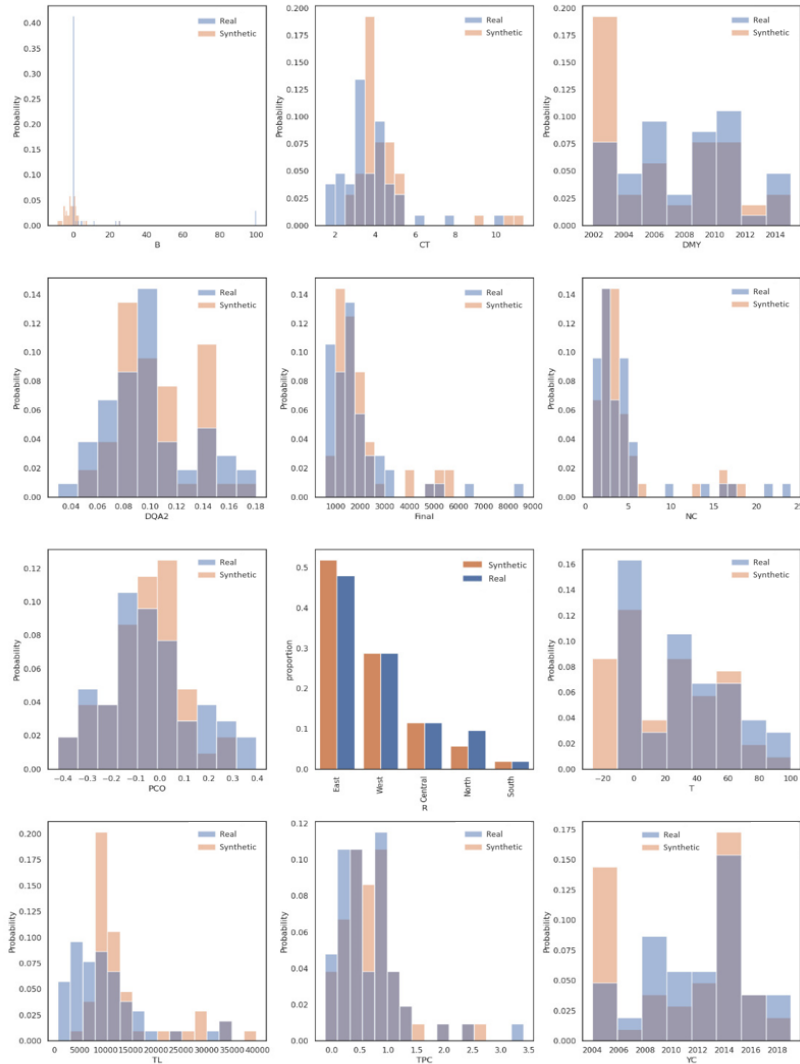 0.40
0.35
0.30
0.25
0.20
0.15
0.10
0.05
0.00
Probability
Real
Synthetic
0 20 40 60 80 100
B
0.200
0.175
0.150
0.125
0.100
0.075
0.050
0.025
0.000
Probability
Real
Synthetic
2 4 6 8 10
CT
0.200
0.175
0.150
0.125
0.100
0.075
0.050
0.025
0.000
Probability
Real
Synthetic
2002 2004 2006 2008 2010 2012 2014
DMY
0.14
0.12
0.10
0.08
0.06
0.04
0.02
0.00
Probability
Real
Synthetic
0.04 0.06 0.08 0.10 0.12 0.14 0.16 0.18
DQA2
0.14
0.12
0.10
0.08
0.06
0.04
0.02
0.00
Probability
Real
Synthetic
1000 2000 3000 4000 5000 6000 7000 8000 9000
Final
0.14
0.12
0.10
0.08
0.06
0.04
0.02
0.00
Probability
Real
Synthetic
0 5 10 15 20 25
NC
0.12
0.10
0.08
0.06
0.04
0.02
0.00
Probability
Real
Synthetic
−0.4 −0.3 −0.2 −0.1 0.0 0.1 0.2 0.3 0.4
PCO
0.5
0.4
0.3
0.2
0.1
0.0
proportion
Synthetic
Real
East West Central North South
R
0.16
0.14
0.12
0.10
0.08
0.06
0.04
0.02
0.00
Probability
Real
Synthetic
−20 0 20 40 60 80 100
T
0.200
0.175
0.150
0.125
0.100
0.075
0.050
0.025
0.000
Probability
Real
Synthetic
0 5000 10000 15000 20000 25000 30000 35000 40000
TL
0.12
0.10
0.08
0.06
0.04
0.02
0.00
Probability
Real
Synthetic
0.0 0.5 1.0 1.5 2.0 2.5 3.0 3.5
TPC
0.175
0.150
0.125
0.100
0.075
0.050
0.025
0.000
Probability
Real
Synthetic
2004 2006 2008 2010 2012 2014 2016 2018
YC